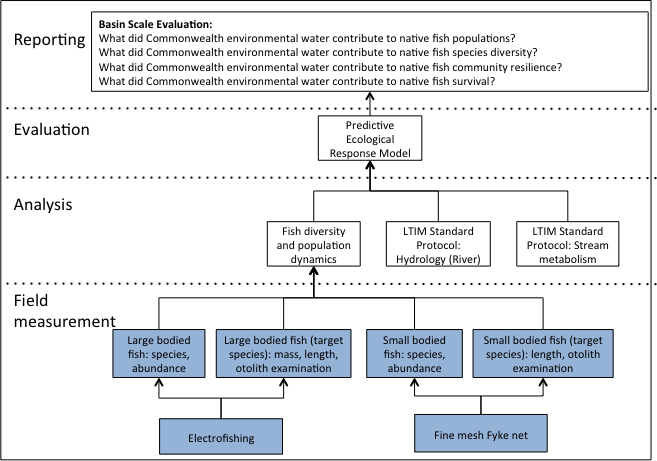 Reporting
Basin Scale Evaluation:
What did Commonwealth environmental water contribute to native fish populations?
What did Commonwealth environmental water contribute to native fish species diversity?
What did Commonwealth environmental water contribute to native fish community resilience?
What did Commonwealth environmental water contribute to native fish survival?
Evaluation
Predictive
Ecological
Response Model
Analysis
Fish diversity
and population
dynamics
LTIM Standard
Protocol:
Hydrology (River)
LTIM Standard
Protocol: Stream
metabolism
Field
measurement
Large bodied
fish: species,
abundance
Large bodied fish (target
species): mass, length,
otolith examination
Small bodied
fish: species,
abundance
Small bodied fish (target
species): length, otolith
examination
Electrofishing
Fine mesh Fyke net